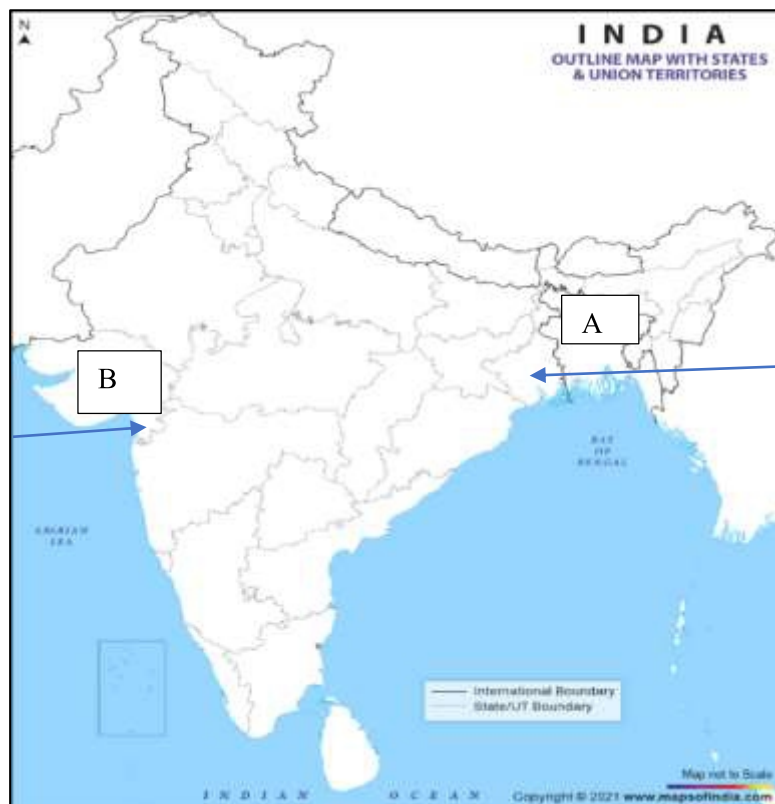 N
INDIA
OUTLINE MAP WITH STATES
& UNION TERRITORIES
A
B
BAY
OF
BENGAL
ARABIAN
SEA
International Boundary
State/UT Boundary
Map not to Scale
INDIAN OCEAN
Copyright © 2021 www.mapsofindia.com